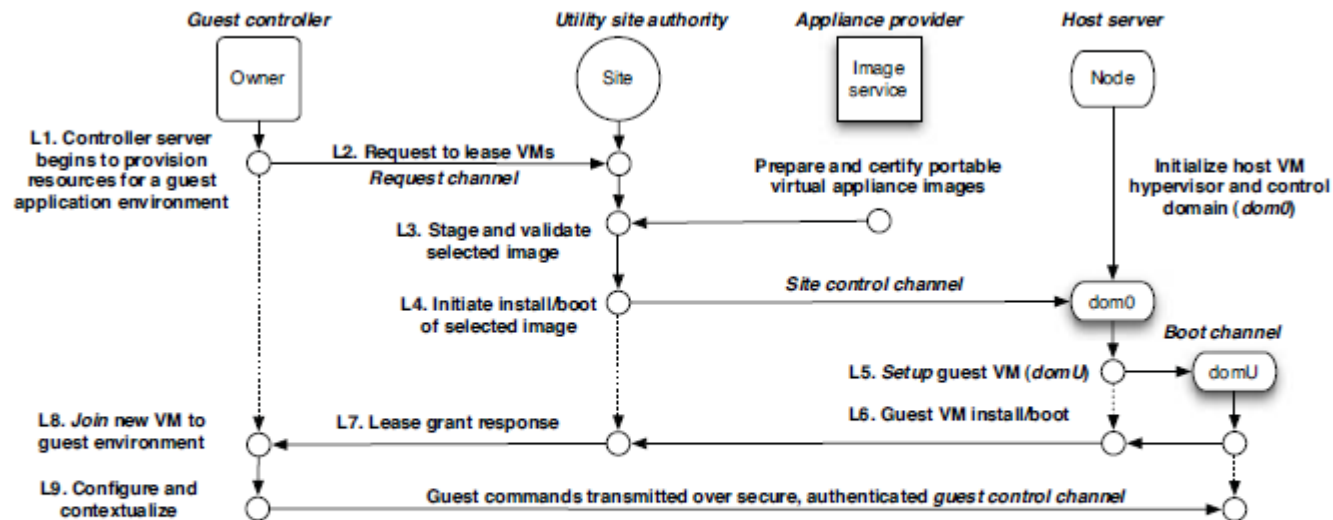 Guest controller
Utility site authority
Appliance provider
Host server
Owner
Site
Image
service
Node
L1. Controller server
begins to provision
resources for a guest
application environment
L2. Request to lease VMs
Request channel
Prepare and certify portable
virtual appliance images
Initialize host VM
hypervisor and control
domain (dom0)
L3. Stage and validate
selected image
L4. Initiate install/boot
of selected image
Site control channel
dom0
Boot channel
L5. Setup guest VM (domU)
domU
L6. Guest VM install/boot
L7. Lease grant response
L8. Join new VM to
guest environment
L9. Configure and
contextualize
Guest commands transmitted over secure, authenticated guest control channel